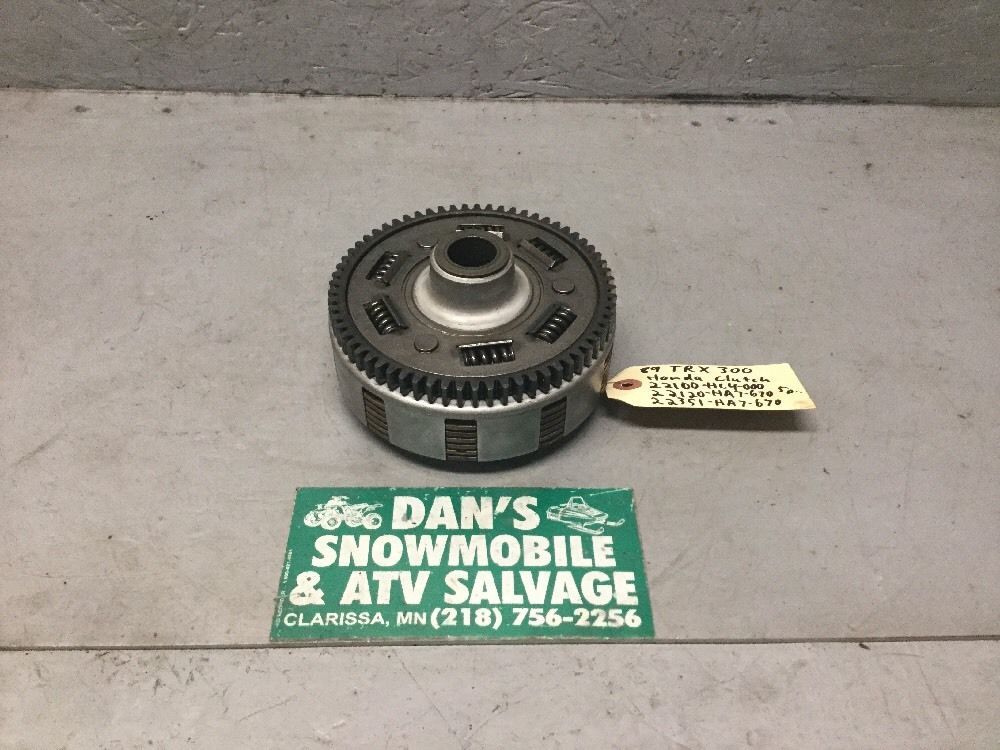 89 TRX 300
Honda Clutch
22100-HC4-000
22120-HA7-670 50..
22351-HA7-670
DAN'S
SNOWMOBILE
& ATV SALVAGE
CLARISSA, MN (218) 756-2256